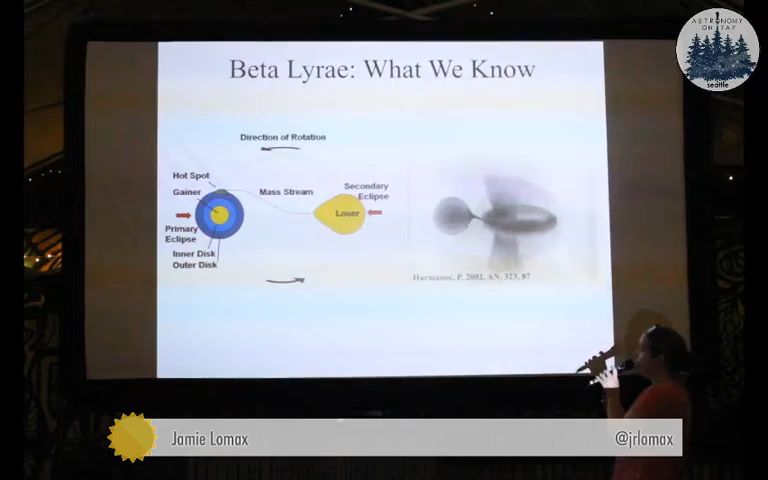 ASTRONOMY
ON TAP
seattle
Beta Lyrae: What We Know
Direction of Rotation
Hot Spot
Gainer
Mass Stream
Secondary
Eclipse
Loser
Primary
Eclipse
Inner Disk
Outer Disk
Harmanec, P. 2002, AN, 323, 87
Jamie Lomax
@jrlomax